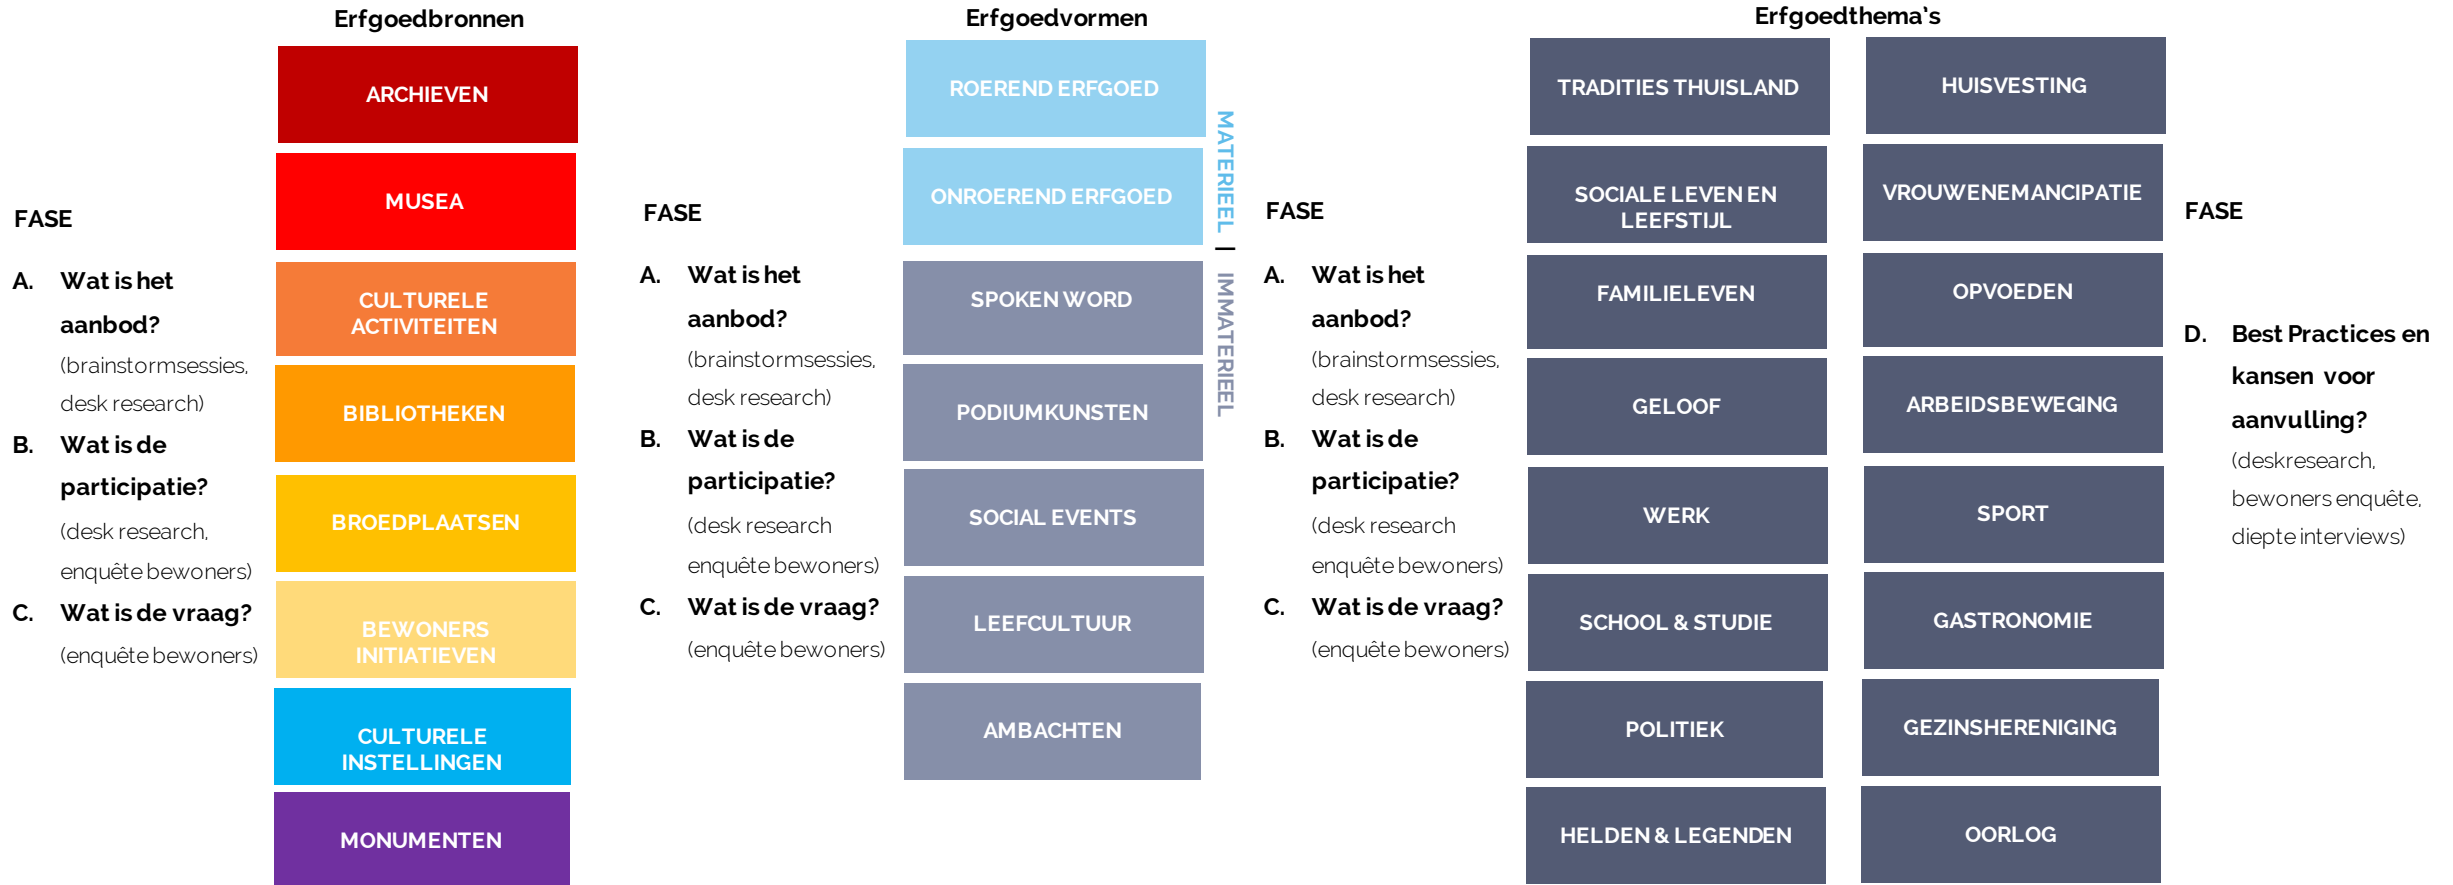 Erfgoedbronnen
FASE
A. Wat is het
aanbod?
(brainstormsessies,
desk research)
B. Wat is de
participatie?
(desk research,
enquête bewoners)
C. Wat is de vraag?
(enquête bewoners)
ARCHIEVEN
MUSEA
CULTURELE
ACTIVITEITEN
BIBLIOTHEKEN
BROEDPLAATSEN
BEWONERS
INITIATIEVEN
CULTURELE
INSTELLINGEN
MONUMENTEN
Erfgoedvormen
FASE
A. Wat is het
aanbod?
(brainstormsessies,
desk research)
B. Wat is de
participatie?
(desk research
enquête bewoners)
C. Wat is de vraag?
(enquête bewoners)
ROEREND ERFGOED
ONROEREND ERFGOED
SPOKEN WORD
PODIUMKUNSTEN
SOCIAL EVENTS
LEEFCULTUUR
AMBACHTEN
MATERIEEL | IMMATERIEEL
Erfgoedthema's
FASE
A. Wat is het
aanbod?
(brainstormsessies,
desk research)
B. Wat is de
participatie?
(desk research
enquête bewoners)
C. Wat is de vraag?
(enquête bewoners)
TRADITIES THUISLAND
SOCIALE LEVEN EN
LEEFSTIJL
FAMILIELEVEN
GELOOF
WERK
SCHOOL & STUDIE
POLITIEK
HELDEN & LEGENDEN
HUISVESTING
VROUWENEMANCIPATIE
OPVOEDEN
ARBEIDSBEWEGING
SPORT
GASTRONOMIE
GEZINSHERENIGING
OORLOG
FASE
D. Best Practices en
kansen voor
aanvulling?
(deskresearch,
bewoners enquête,
diepte interviews)